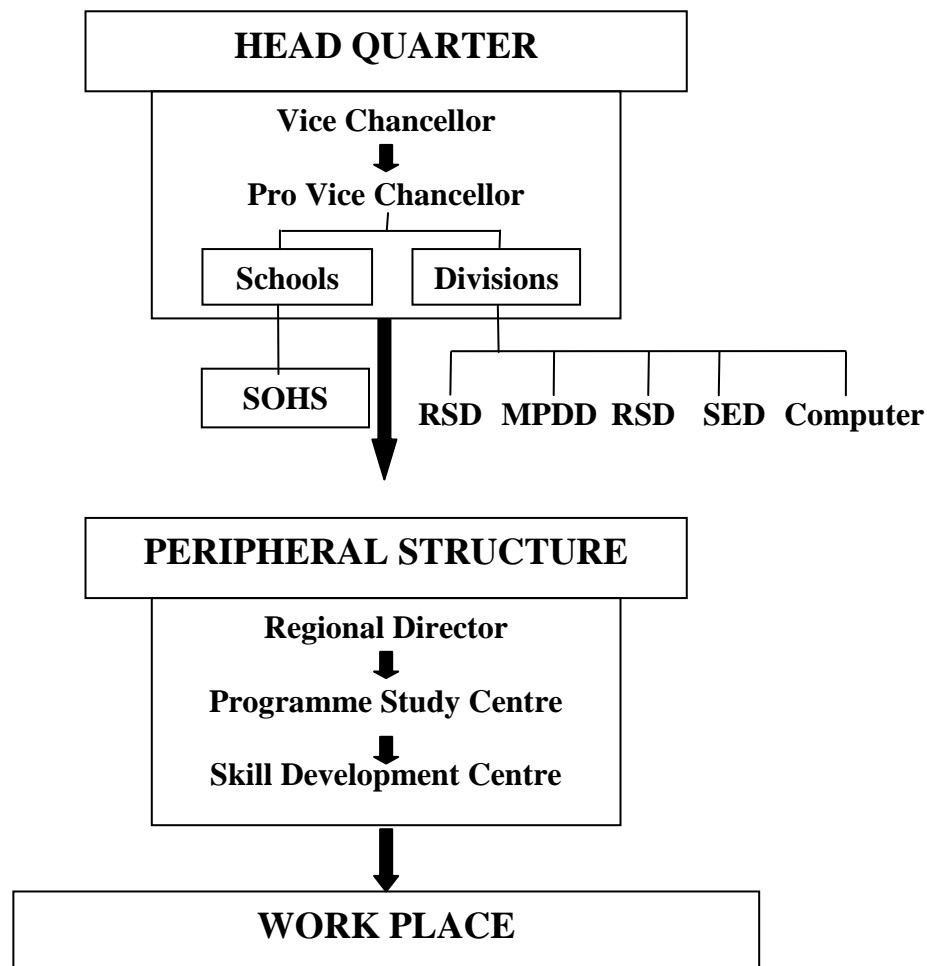 HEAD QUARTER
Vice Chancellor
Pro Vice Chancellor
Schools Divisions
SOHS
RSD MPDD RSD SED Computer
PERIPHERAL STRUCTURE
Regional Director
Programme Study Centre
Skill Development Centre
WORK PLACE